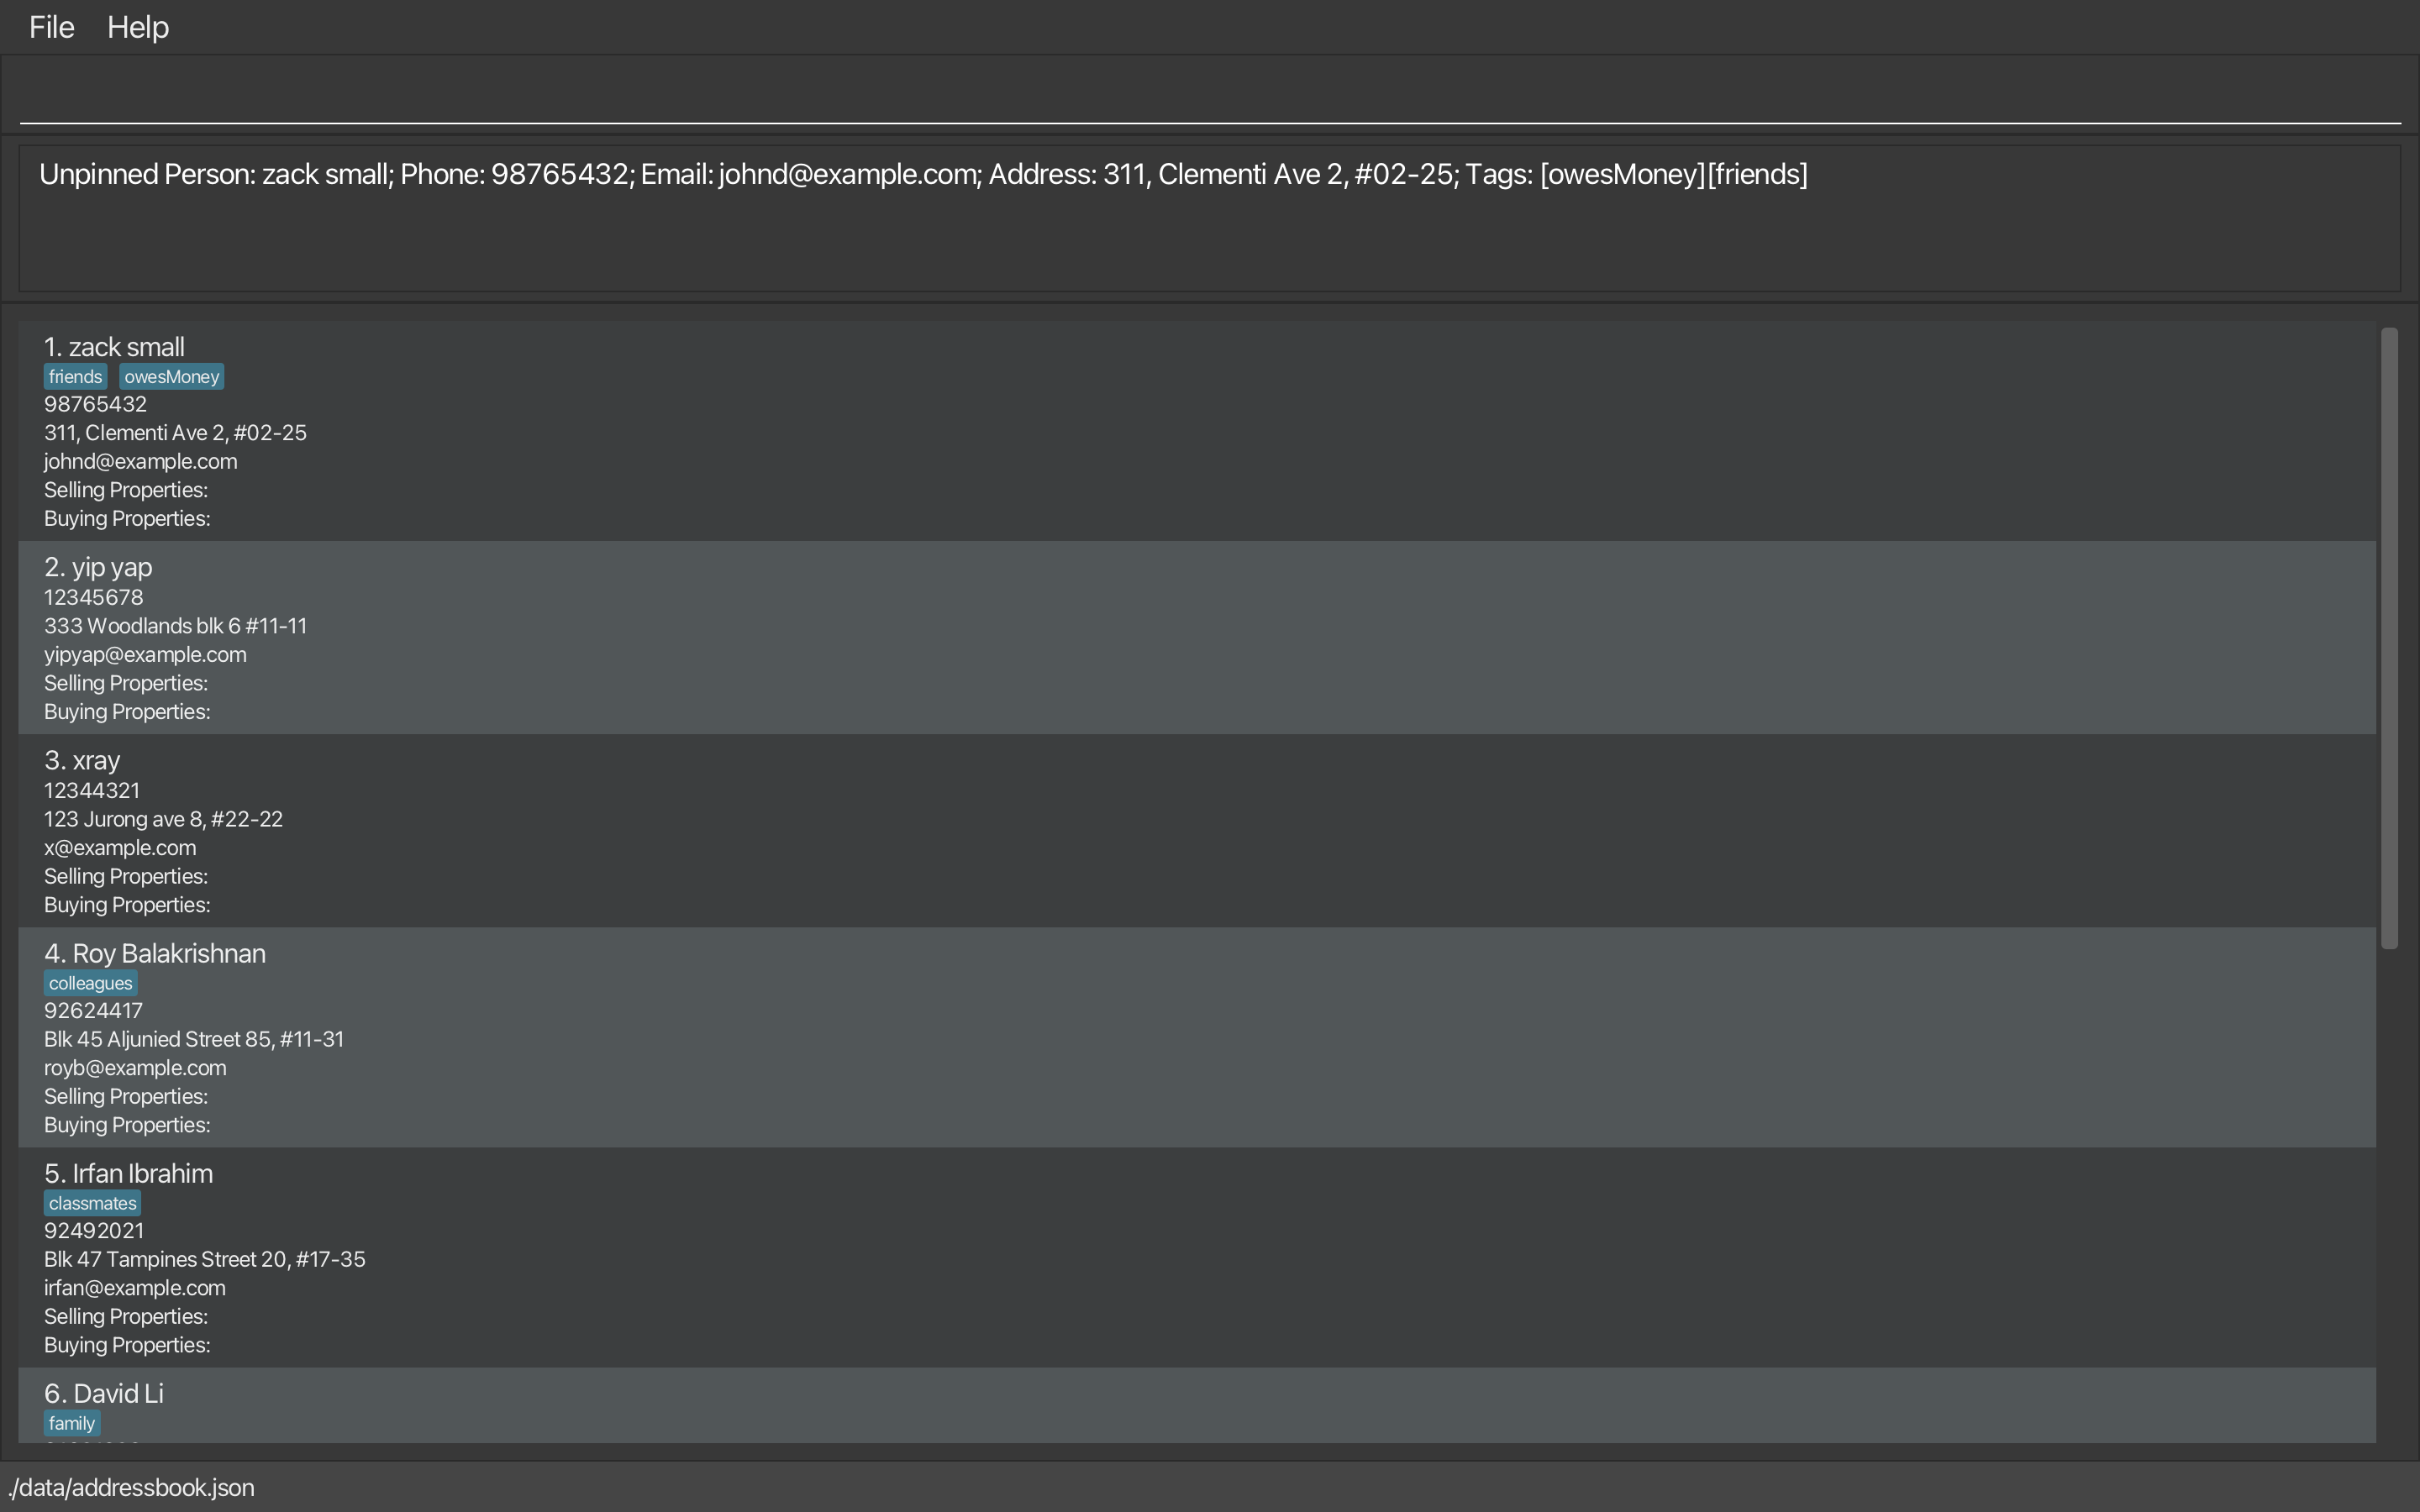 File Help
Unpinned Person: zack small; Phone: 98765432; Email: johnd@example.com; Address: 311, Clementi Ave 2, #02-25; Tags: [owesMoney][friends]
1. zack small
friends owesMoney
98765432
311, Clementi Ave 2, #02-25
johnd@example.com
Selling Properties:
Buying Properties:
2. yip yap
12345678
333 Woodlands blk 6 #11-11
yipyap@example.com
Selling Properties:
Buying Properties:
3. xray
12344321
123 Jurong ave 8, #22-22
x@example.com
Selling Properties:
Buying Properties:
4. Roy Balakrishnan
colleagues
92624417
Blk 45 Aljunied Street 85, #11-31
royb@example.com
Selling Properties:
Buying Properties:
5. Irfan Ibrahim
classmates
92492021
Blk 47 Tampines Street 20, #17-35
irfan@example.com
Selling Properties:
Buying Properties:
6. David Li
family
./data/addressbook.json